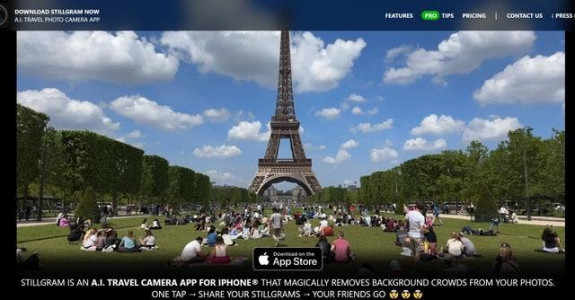 DOWNLOAD STILLGRAM NOW
A.I. TRAVEL PHOTO CAMERA APP
FEATURES PRO TIPS PRICING | CONTACT US PRESS
Download on the
App Store
STILLGRAM IS AN A.I. TRAVEL CAMERA APP FOR IPHONE® THAT MAGICALLY REMOVES BACKGROUND CROWDS FROM YOUR PHOTOS.
ONE TAP → SHARE YOUR STILLGRAMS → YOUR FRIENDS GO 🤩🤩🤩